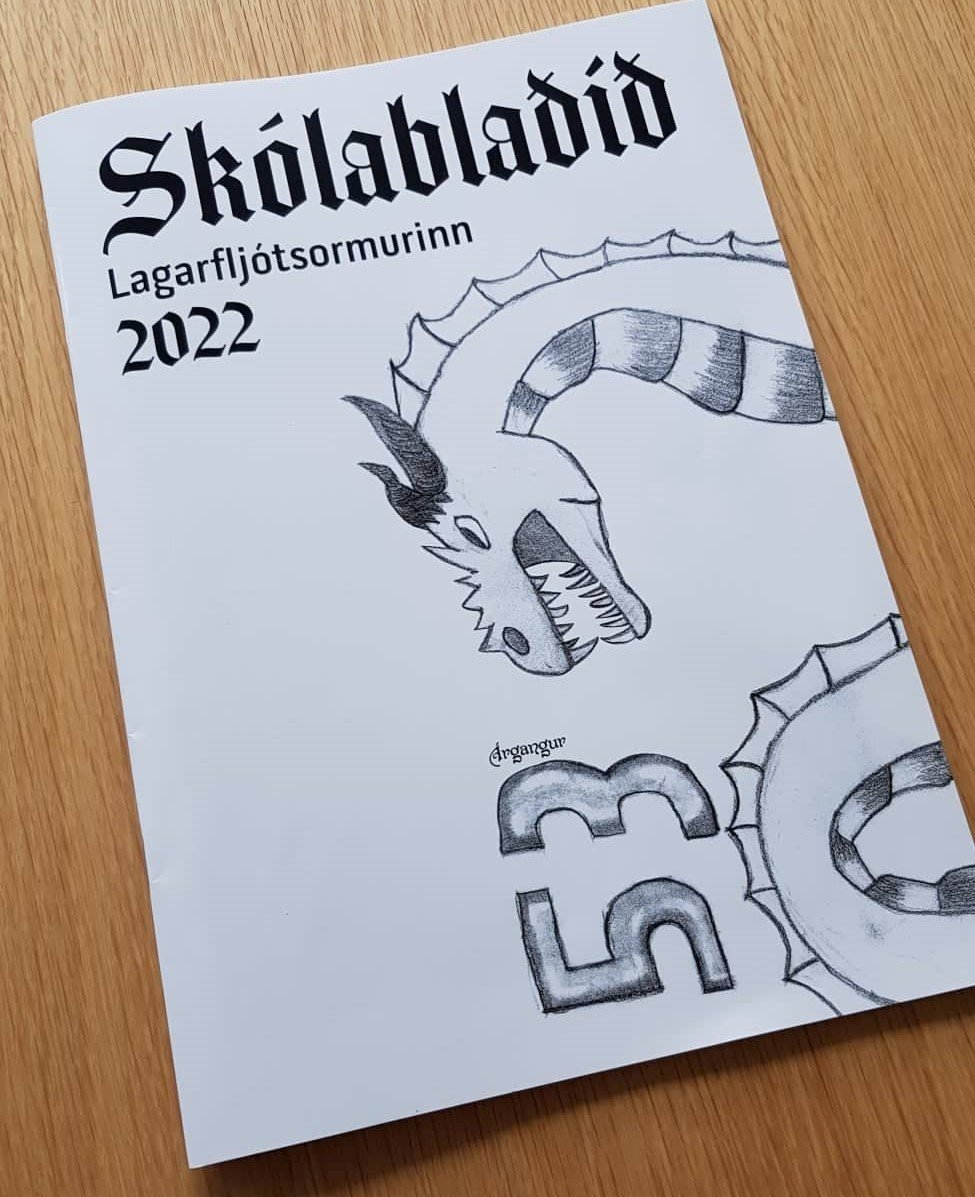 Skólablaðið
Lagarfljótsormurinn
2022
Árgangur
53